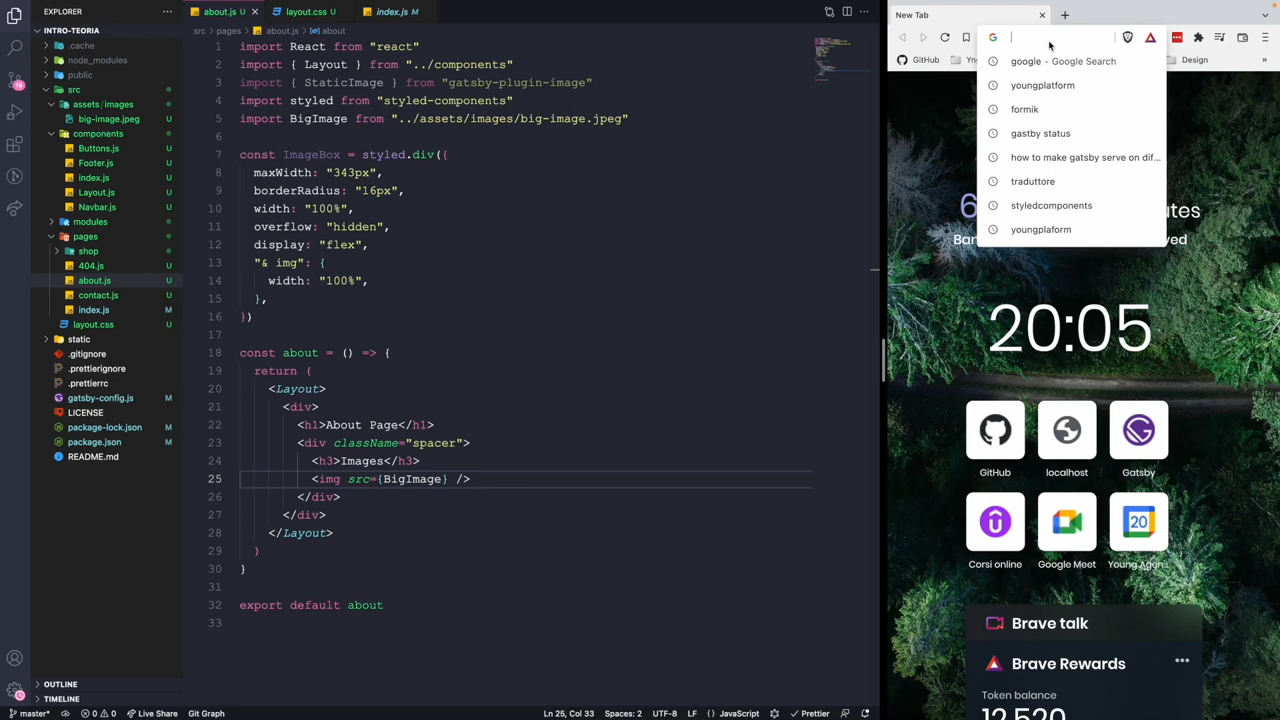 EXPLORER
INTRO-TEORIA
.cache
node_modules
public
src
assets/images
big-image.jpeg U
components
Buttons.js U
Footer.js U
index.js U
Layout.js U
Navbar.js U
modules
pages
shop
404.js U
about.js U
contact.js U
index.js M
layout.css U
static
.gitignore
.prettierignore
.prettierrc
gatsby-config.js M
LICENSE
package-lock.json M
package.json M
README.md
OUTLINE
TIMELINE
19
about.js U
layout.css U
index.js M
src > pages > about.js > about
1 import React from "react"
2 import { Layout } from "../components"
3 import { StaticImage } from "gatsby-plugin-image"
4 import styled from "styled-components"
5 import BigImage from "../assets/images/big-image.jpeg"
6
7 const ImageBox = styled.div({
8 maxWidth: "343px",
9 borderRadius: "16px",
10 width: "100%",
11 overflow: "hidden",
12 display: "flex",
13 "& img": {
14 width: "100%",
15 },
16 })
17
18 const about = () => {
19 return (
20 <Layout>
21 <div>
22 <h1>About Page</h1>
23 <div className="spacer">
24 <h3>Images</h3>
25 <img src={BigImage} />
26 </div>
27 </div>
28 </Layout>
29 )
30 }
31
32 export default about
33
master*
0 0
Live Share
Git Graph
Ln 25, Col 33
Spaces: 2
UTF-8
LF
JavaScript
Prettier
New Tab
google - Google Search
youngplatform
formik
gastby status
how to make gatsby serve on dif...
traduttore
styledcomponents
youngplaform
GitHub
Design
20:05
GitHub
localhost
Gatsby
20
Corsi online
Google Meet
Young Agen...
Brave talk
Brave Rewards
Token balance
12.520